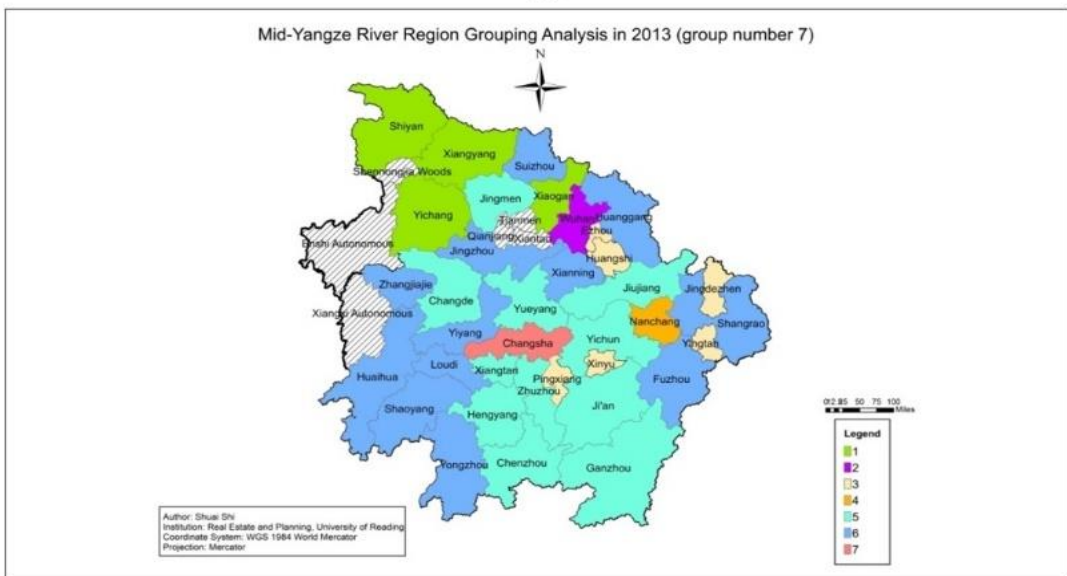 Mid-Yangze River Region Grouping Analysis in 2013 (group number 7)
N
Shiyan
Xiangyang
Suizhou
Shennongjia Woods
Jingmen
Xiaogan
Yichang
Tianmen
Wuhan
Huanggang
Ezhou
Qianjiang
Xiantao
Enshi Autonomous
Jingzhou
Huangshi
Xianning
Zhangjiajie
Jiujiang
Jingdezhen
Changde
Yueyang
Xiangxi Autonomous
Nanchang
Shangrao
Yiyang
Yichun
Changsha
Yingtan
Loudi
Xiangtan
Xinyu
Huaihua
Pingxiang
Fuzhou
Zhuzhou
Shaoyang
Ji'an
Hengyang
Yongzhou
Chenzhou
Ganzhou
50 75 100
Miles
Legend
1
2
3
4
5
6
7
Author: Shuai Shi
Institution: Real Estate and Planning, University of Reading
Coordinate System: WGS 1984 World Mercator
Projection: Mercator